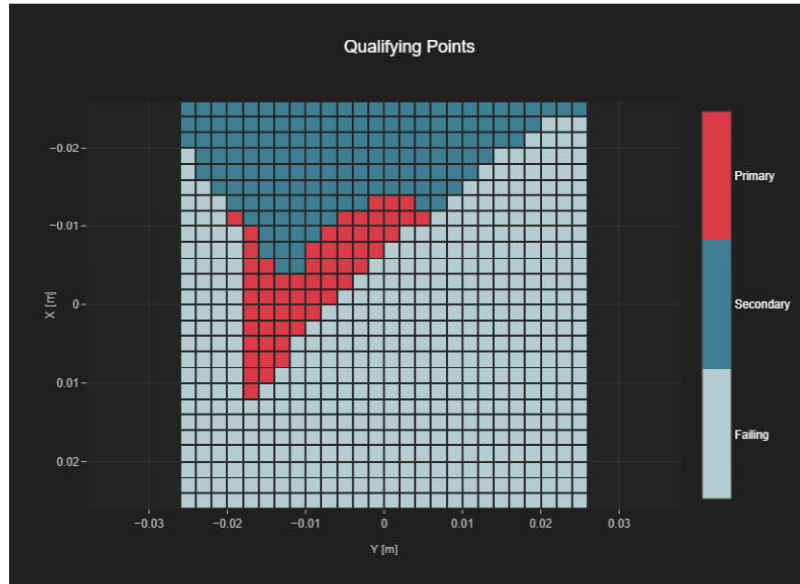 Qualifying Points
Primary
Secondary
Failing
X [m]
−0.02
−0.01
0
0.01
0.02
−0.03
−0.02
−0.01
0
0.01
0.02
0.03
Y [m]